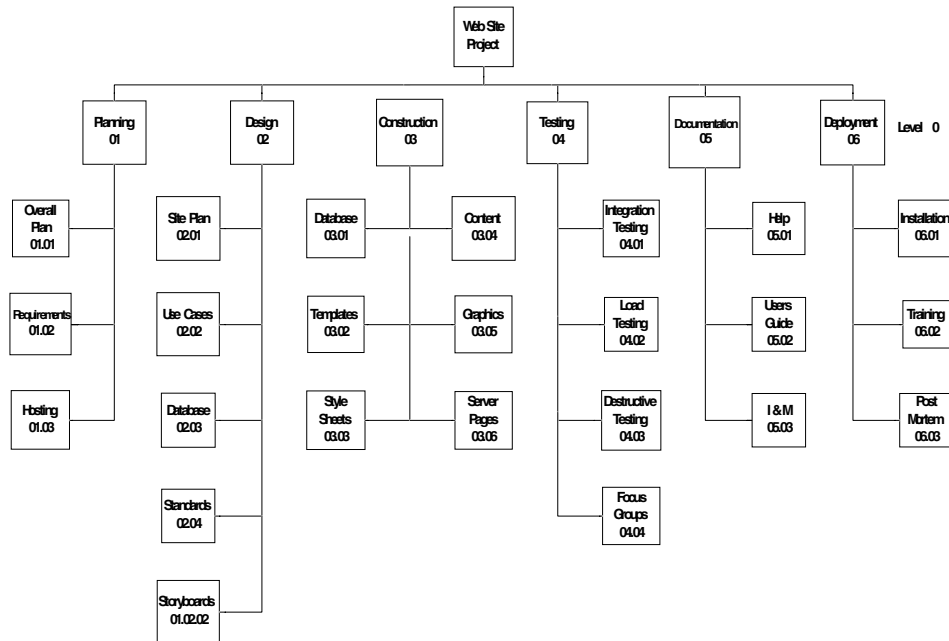 Web Site
Project
Planning
01
Design
02
Construction
03
Testing
04
Documentation
05
Deployment
06
Level 0
Overall
Plan
01.01
Site Plan
02.01
Database
03.01
Content
03.04
Integration
Testing
04.01
Help
05.01
Installation
06.01
Requirements
01.02
Use Cases
02.02
Templates
03.02
Graphics
03.05
Load
Testing
04.02
Users
Guide
05.02
Training
06.02
Hosting
01.03
Database
02.03
Style
Sheets
03.03
Server
Pages
03.06
Destructive
Testing
04.03
I & M
05.03
Post
Mortem
06.03
Standards
02.04
Focus
Groups
04.04
Storyboards
01.02.02